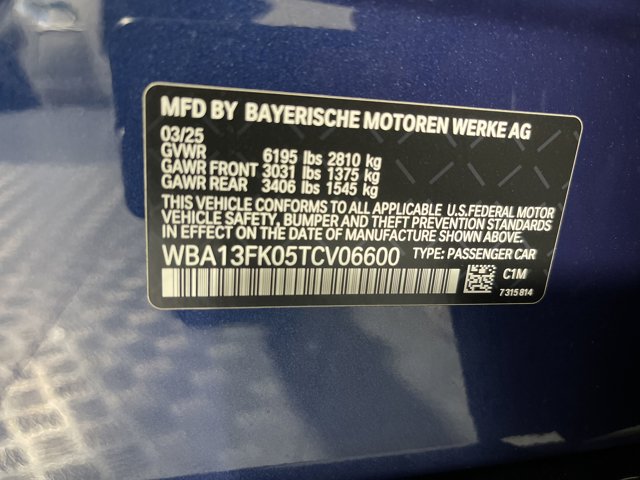 MFD BY BAYERISCHE MOTOREN WERKE AG
03/25
GVWR 6195 lbs 2810 kg
GAWR FRONT 3031 lbs 1375 kg
GAWR REAR 3406 lbs 1545 kg
THIS VEHICLE CONFORMS TO ALL APPLICABLE U.S.FEDERAL MOTOR
VEHICLE SAFETY, BUMPER AND THEFT PREVENTION STANDARDS
IN EFFECT ON THE DATE OF MANUFACTURE SHOWN ABOVE.
WBA13FK05TCV06600 TYPE: PASSENGER CAR
C1M
7315814